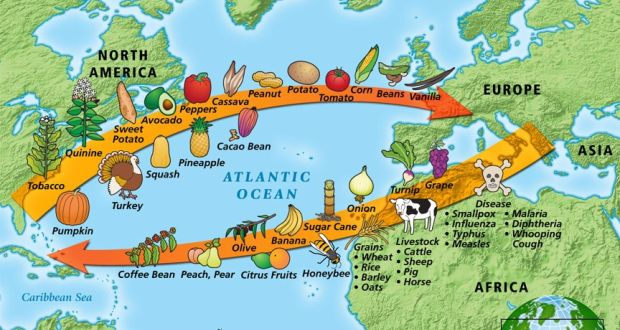 NORTH
AMERICA
EUROPE
ASIA
AFRICA
ATLANTIC
OCEAN
Caribbean Sea
Tobacco
Quinine
Sweet
Potato
Avocado
Peppers
Cassava
Peanut
Potato
Tomato
Corn
Beans
Vanilla
Pumpkin
Turkey
Squash
Pineapple
Cacao Bean
Coffee Bean
Peach, Pear
Olive
Citrus Fruits
Banana
Honeybee
Sugar Cane
Onion
Turnip
Grape
Grains
• Wheat
• Rice
• Barley
• Oats
Livestock
• Cattle
• Sheep
• Pig
• Horse
Disease
• Smallpox
• Influenza
• Typhus
• Measles
• Malaria
• Diphtheria
• Whooping
Cough